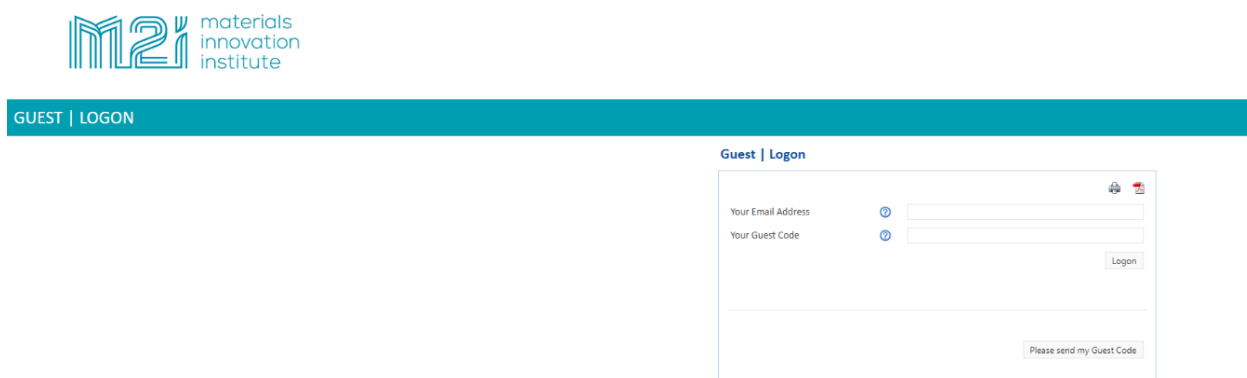 M2i materials
innovation
institute
GUEST | LOGON
Guest | Logon
Your Email Address
Your Guest Code
Logon
Please send my Guest Code